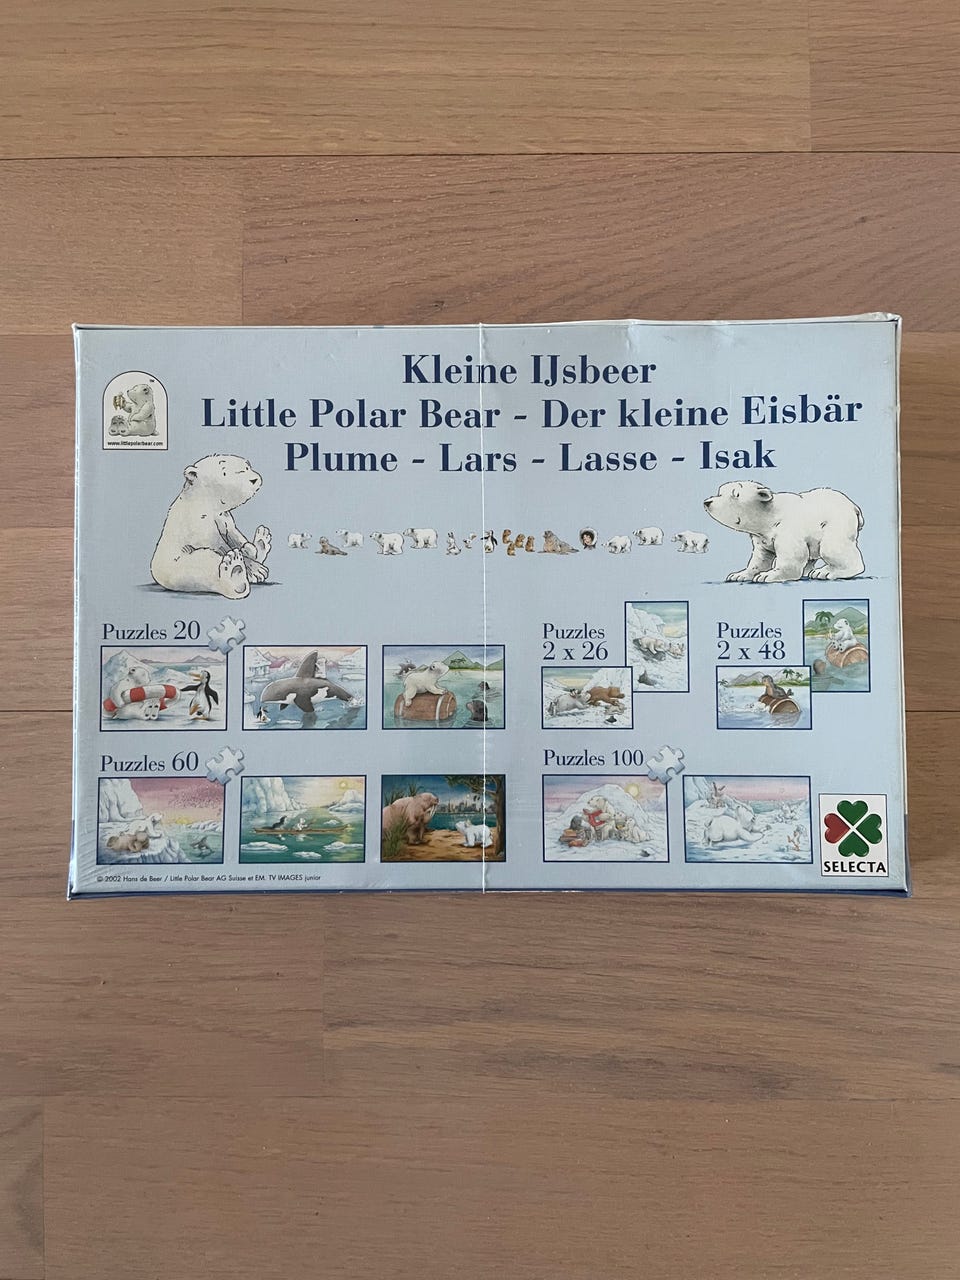 Kleine IJsbeer
Little Polar Bear - Der kleine Eisbär
Plume - Lars - Lasse - Isak
www.littlepolarbear.com
Puzzles 20
Puzzles
2 x 26
Puzzles
2 x 48
Puzzles 60
Puzzles 100
SELECTA
© 2002 Hans de Beer / Little Polar Bear AG Suisse et EM. TV IMAGES junior